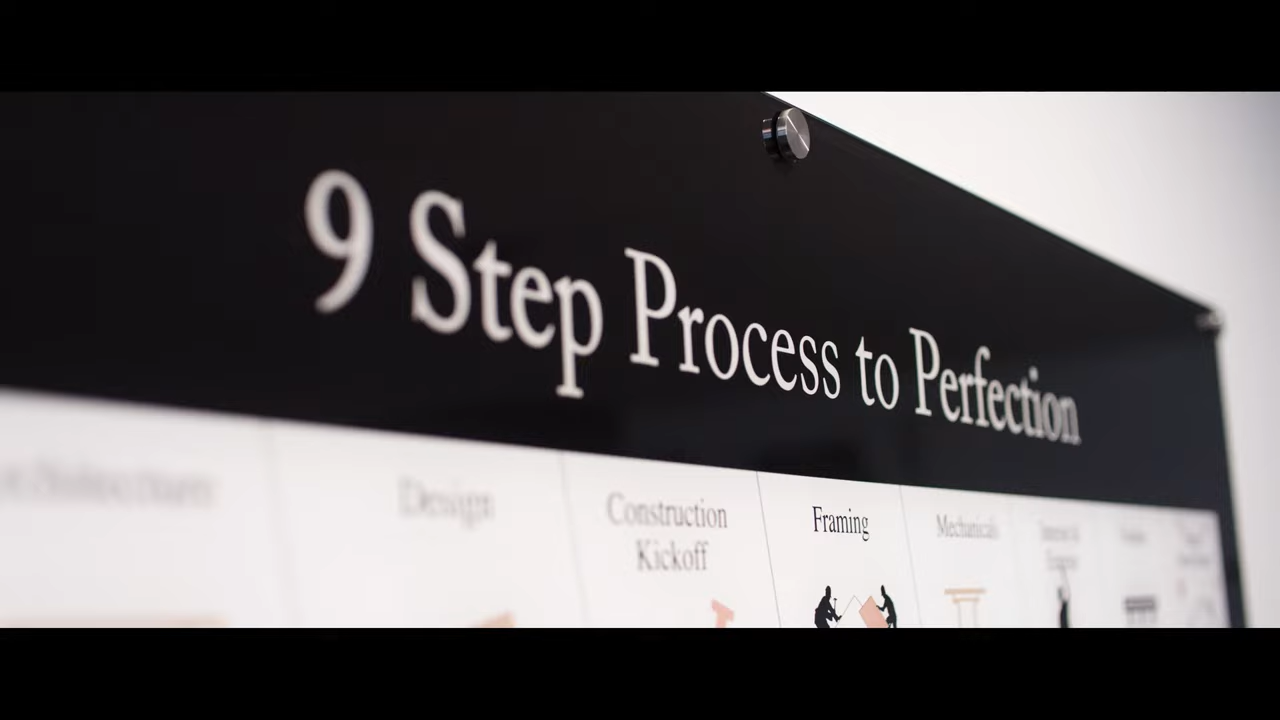 9 Step Process to Perfection
Design
Construction
Kickoff
Framing
Mechanicals